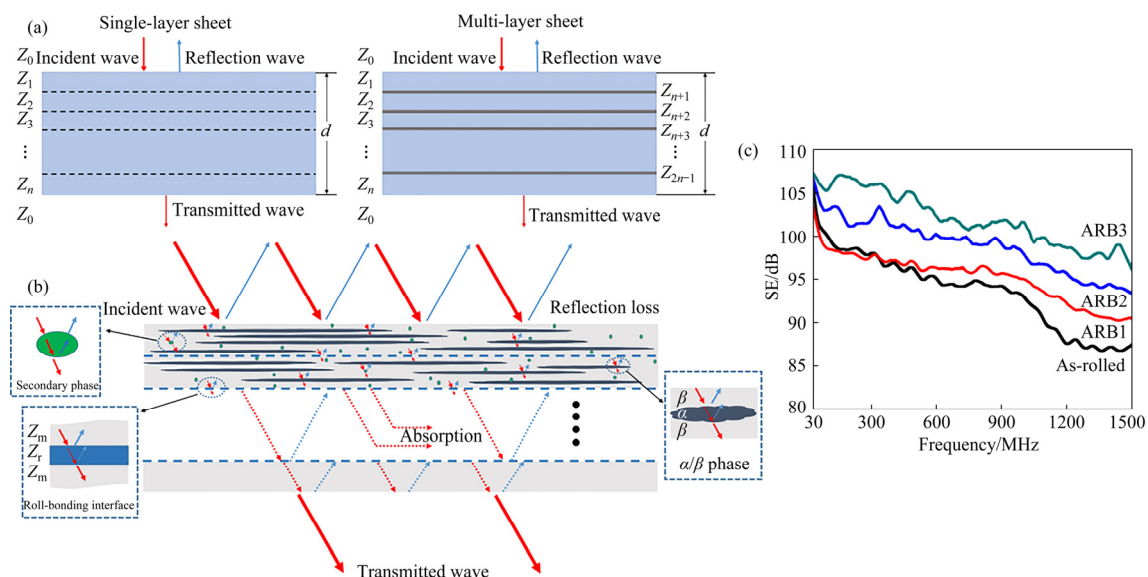 (a)
Single-layer sheet
Z0
Incident wave
Reflection wave
Z1
Z2
Z3
⋮
Zn
d
Z0
Transmitted wave
Multi-layer sheet
Z0
Incident wave
Reflection wave
Z1
Z2
Z3
⋮
Zn
Zn+1
Zn+2
Zn+3
⋮
Z2n−1
d
Z0
Transmitted wave
(b)
Incident wave
Reflection loss
Secondary phase
Zm
Zr
Zm
Roll-bonding interface
Absorption
β
α
β
α/β phase
Transmitted wave
(c)
SE/dB
110
105
100
95
90
85
80
ARB3
ARB2
ARB1
As-rolled
30 300 600 900 1200 1500
Frequency/MHz